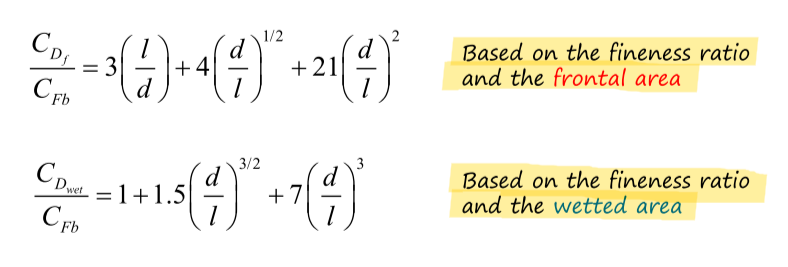 C_{D_f} / C_{Fb} = 3(l/d) + 4(d/l)^{1/2} + 21(d/l)^2
Based on the fineness ratio
and the frontal area
C_{D_{wet}} / C_{Fb} = 1 + 1.5(d/l)^{3/2} + 7(d/l)^3
Based on the fineness ratio
and the wetted area